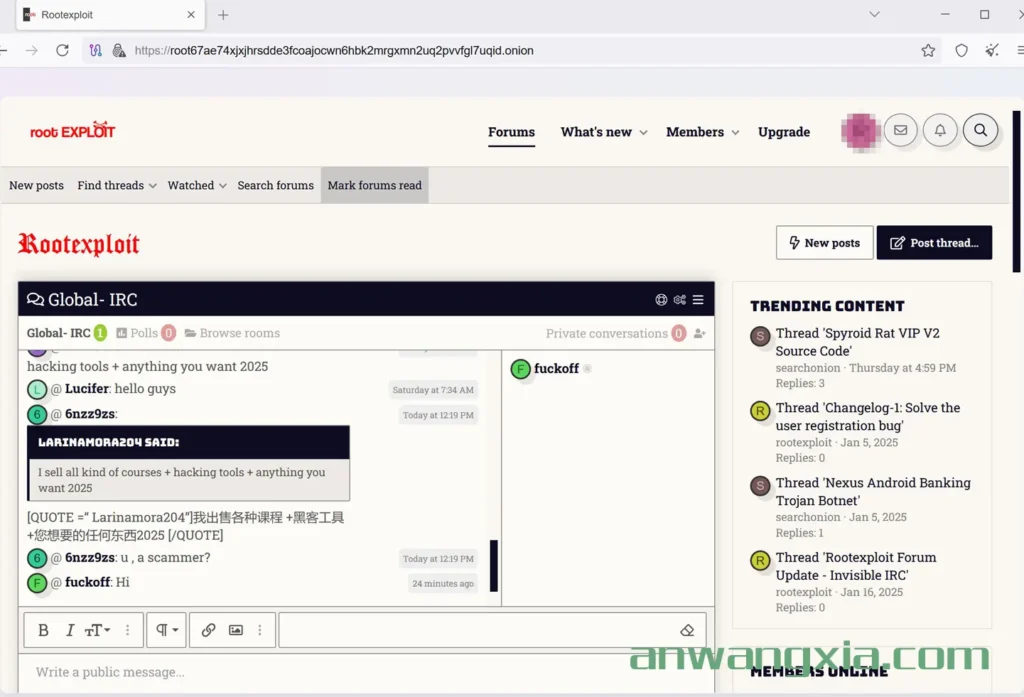 Rootexploit
https://root67ae74xjxjhrsdde3fcoajocwn6hbk2mrgxmn2uq2pvvfgl7uqid.onion
root EXPLOIT
Forums What's new Members Upgrade
New posts Find threads Watched Search forums Mark forums read
Rootexploit
New posts Post thread...
Global- IRC
Global- IRC 1 Polls 0 Browse rooms Private conversations 0
hacking tools + anything you want 2025
L @ Lucifer: hello guys Saturday at 7:34 AM
6 @ 6nzz9zs: Today at 12:19 PM
LARINAMORA204 SAID:
I sell all kind of courses + hacking tools + anything you
want 2025
[QUOTE =“ Larinamora204”]我出售各种课程 +黑客工具
+您想要的任何东西2025 [/QUOTE]
6 @ 6nzz9zs: u , a scammer? Today at 12:19 PM
F @ fuckoff: Hi 24 minutes ago
B I TT
Write a public message...
F fuckoff
TRENDING CONTENT
S Thread 'Spyroid Rat VIP V2
Source Code'
searchonion · Thursday at 4:59 PM
Replies: 3
R Thread 'Changelog-1: Solve the
user registration bug'
rootexploit · Jan 5, 2025
Replies: 0
S Thread 'Nexus Android Banking
Trojan Botnet'
searchonion · Jan 5, 2025
Replies: 1
R Thread 'Rootexploit Forum
Update - Invisible IRC'
rootexploit · Jan 16, 2025
Replies: 0
MEMBERS ONLINE
anwangxia.com